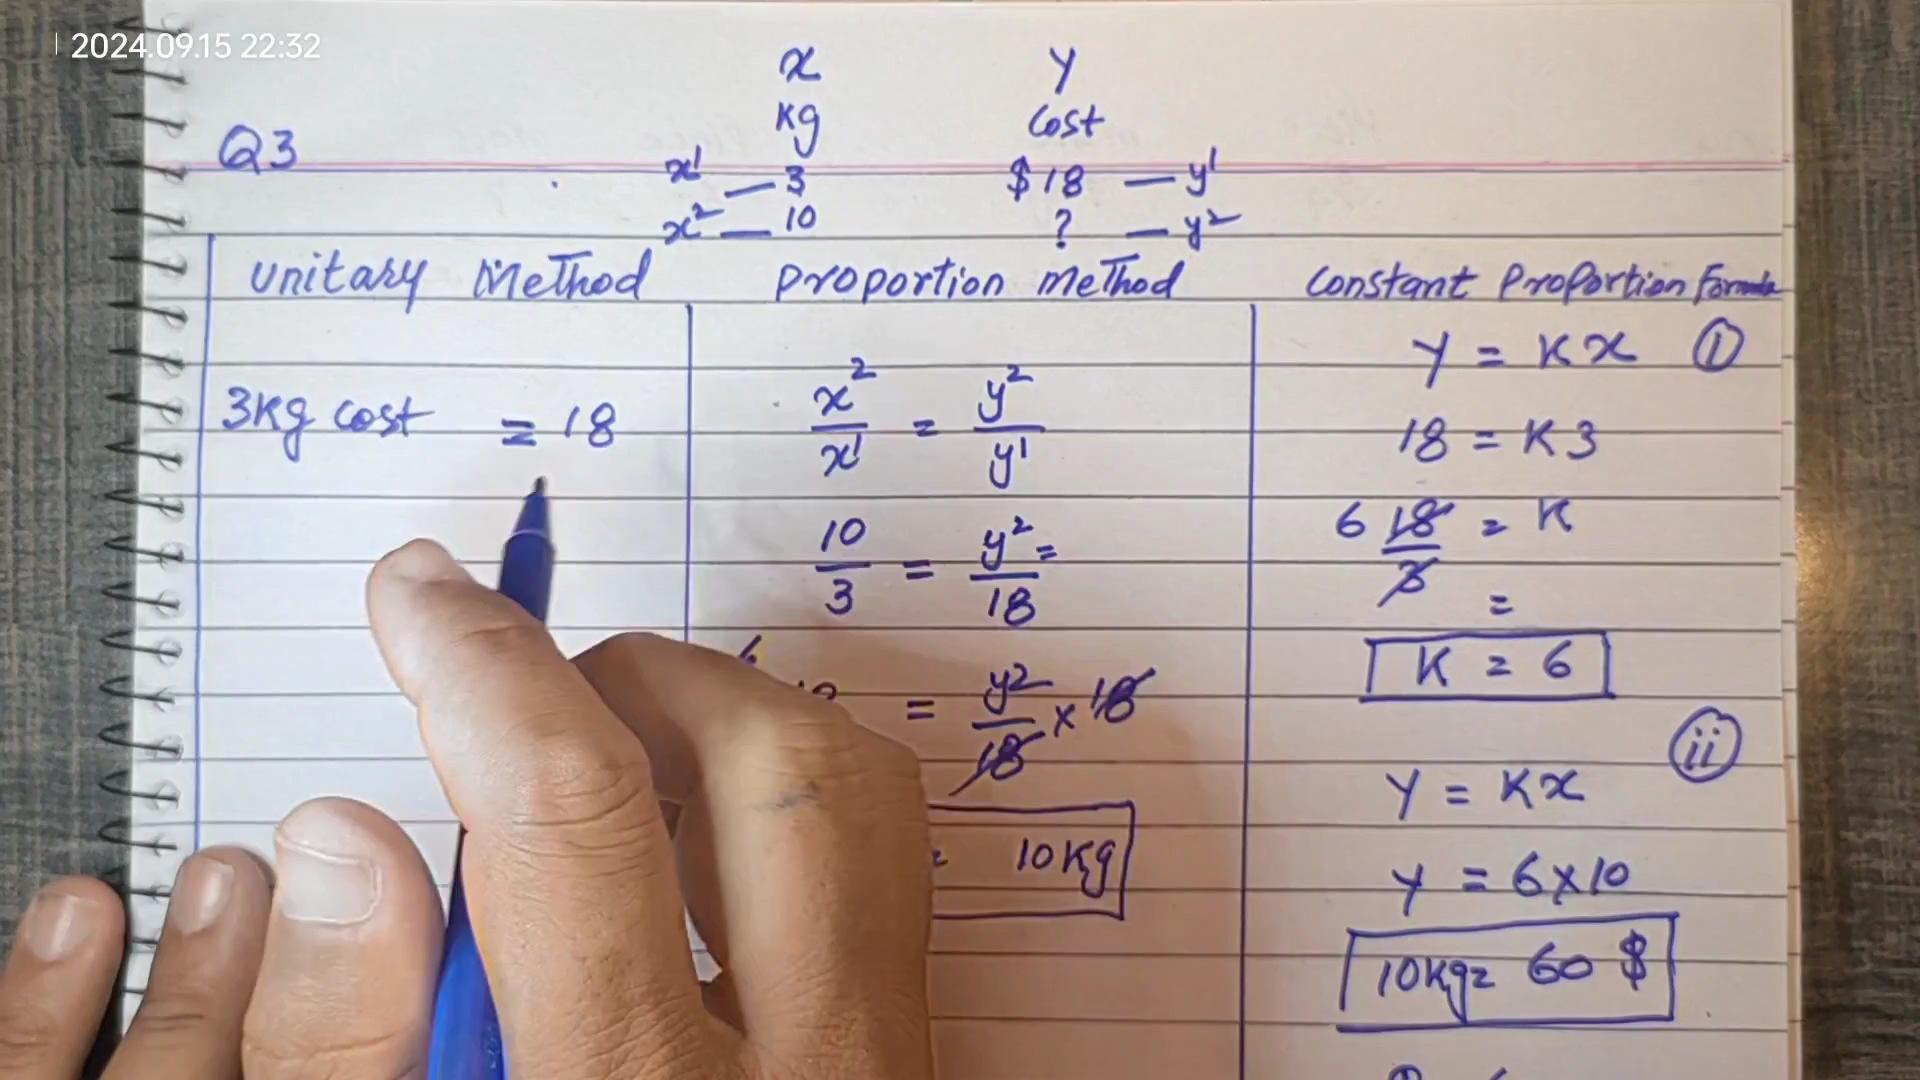 2024.09.15 22:32
x y
Kg Cost
Q3
x1 — 3 $18 — y1
x2 — 10 ? — y2
Unitary Method Proportion Method Constant Proportion Formula
3Kg cost = 18
x2/x1 = y2/y1
10/3 = y2/18
= y2/18 × 18
10Kg
Y = Kx (i)
18 = K3
6 18/3 = K
=
K = 6
(ii)
Y = Kx
Y = 6x10
10Kg= 60 $